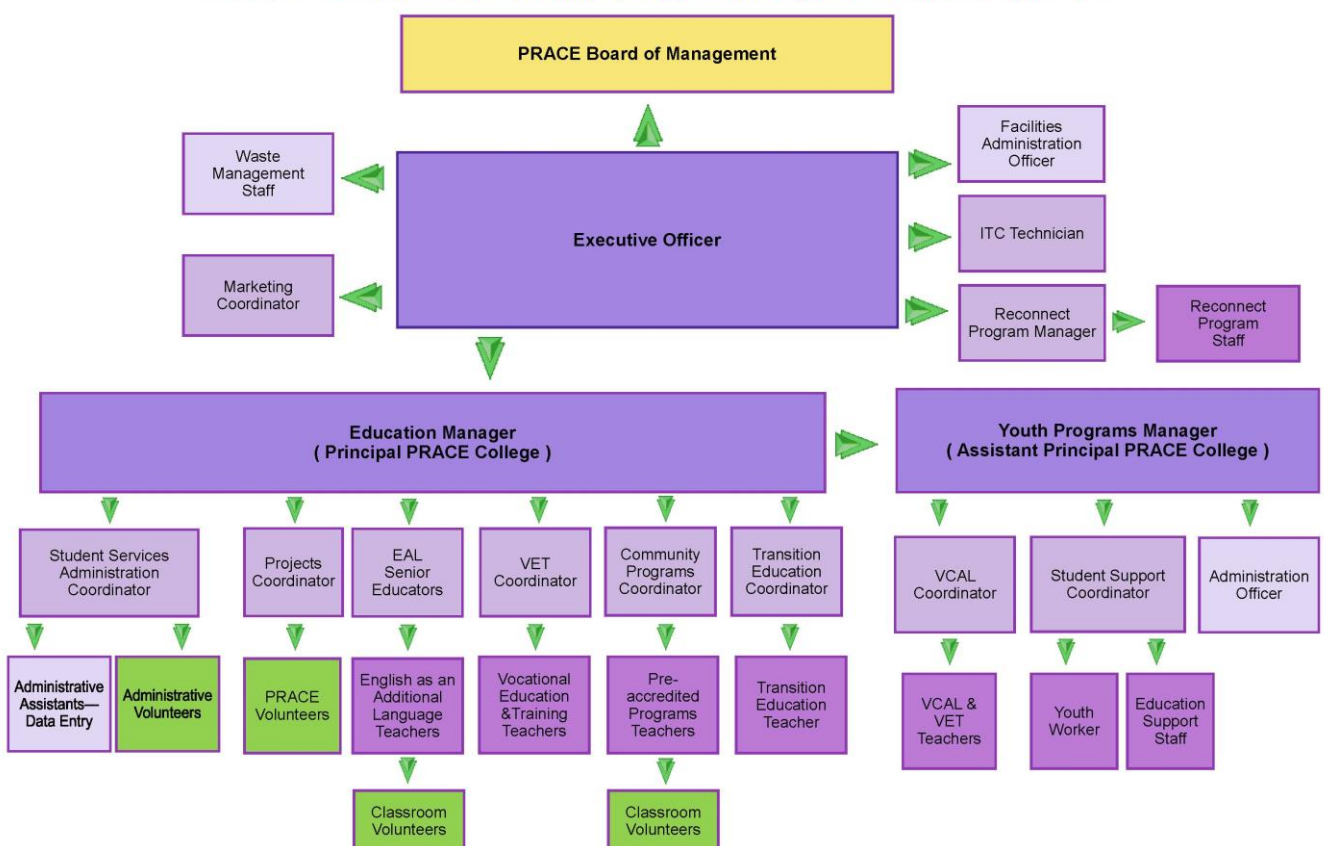 PRACE Board of Management
Waste
Management
Staff
Facilities
Administration
Officer
Executive Officer
ITC Technician
Marketing
Coordinator
Reconnect
Program Manager
Reconnect
Program
Staff
Education Manager
( Principal PRACE College )
Youth Programs Manager
( Assistant Principal PRACE College )
Student Services
Administration
Coordinator
Projects
Coordinator
EAL
Senior
Educators
VET
Coordinator
Community
Programs
Coordinator
Transition
Education
Coordinator
VCAL
Coordinator
Student Support
Coordinator
Administration
Officer
Administrative
Assistants—
Data Entry
Administrative
Volunteers
PRACE
Volunteers
English as an
Additional
Language
Teachers
Vocational
Education
&Training
Teachers
Pre-
accredited
Programs
Teachers
Transition
Education
Teacher
VCAL &
VET
Teachers
Youth
Worker
Education
Support
Staff
Classroom
Volunteers
Classroom
Volunteers